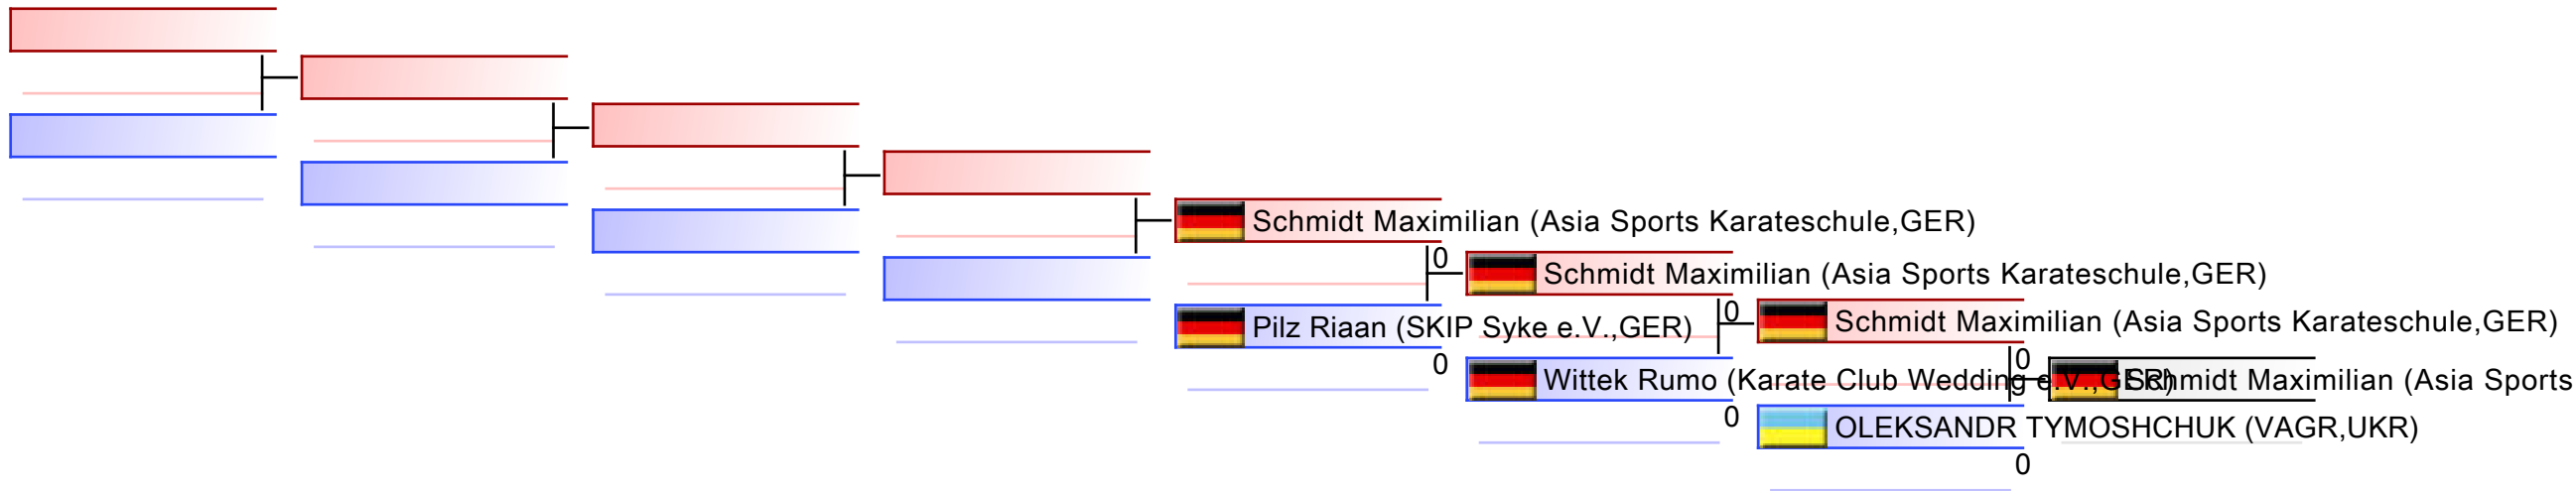 Schmidt Maximilian (Asia Sports Karateschule,GER)
0
Schmidt Maximilian (Asia Sports Karateschule,GER)
0
Pilz Riaan (SKIP Syke e.V.,GER)
Schmidt Maximilian (Asia Sports Karateschule,GER)
0
0
Wittek Rumo (Karate Club Wedding e.V.,GER)
Schmidt Maximilian (Asia Sports
0
OLEKSANDR TYMOSHCHUK (VAGR,UKR)
0